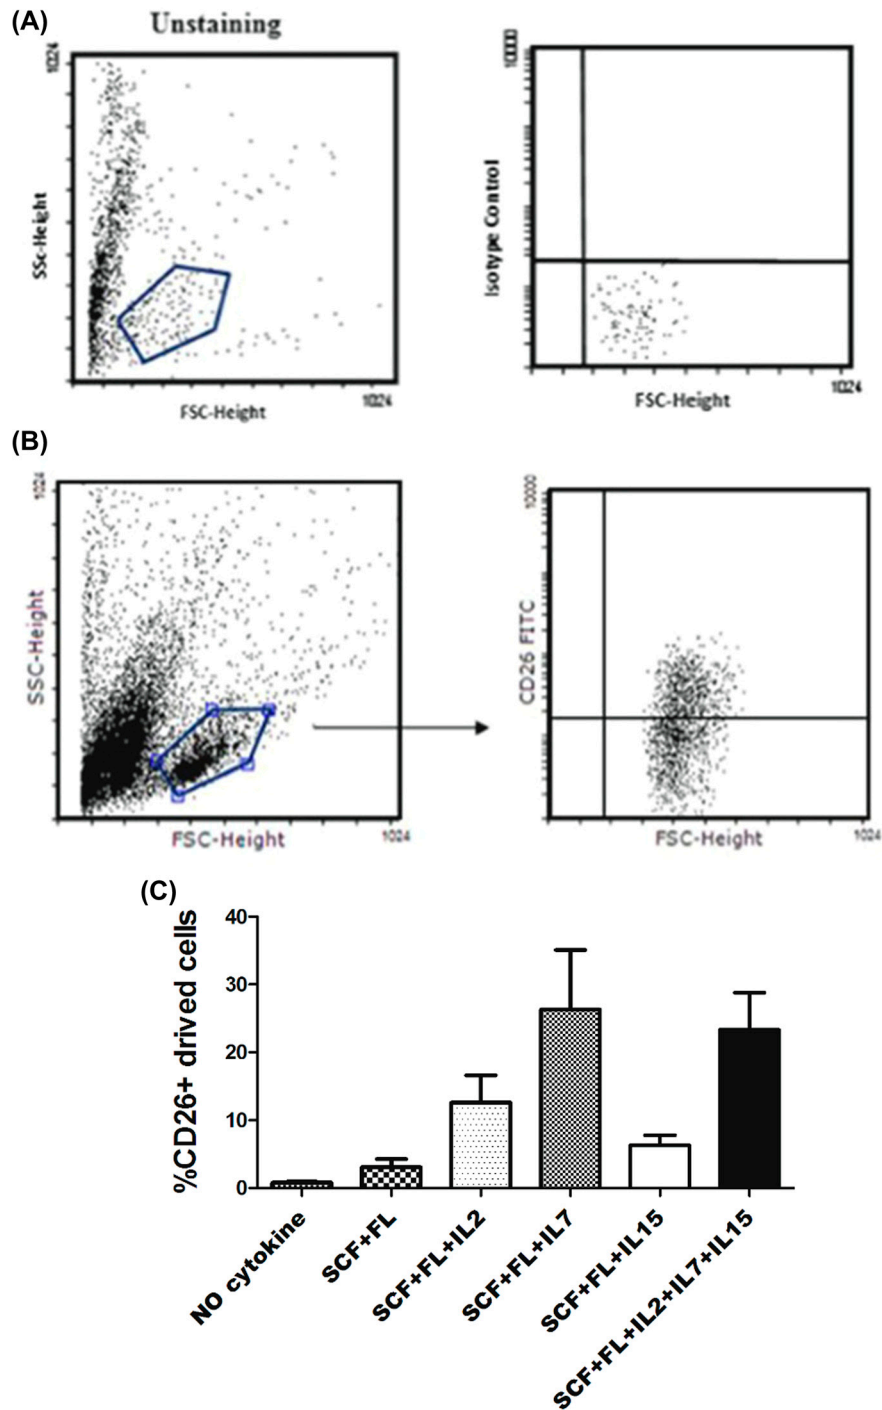 (A)
Unstaining
1024
SSc-Height
FSC-Height
1024
Isotype Control
FSC-Height
1024
(B)
1024
SSC-Height
FSC-Height
1024
10000
CD26 FITC
FSC-Height
1024
(C)
%CD26+ drived cells
40
30
20
10
0
NO cytokine
SCF+FL
SCF+FL+IL2
SCF+FL+IL7
SCF+FL+IL15
SCF+FL+IL2+IL7+IL15